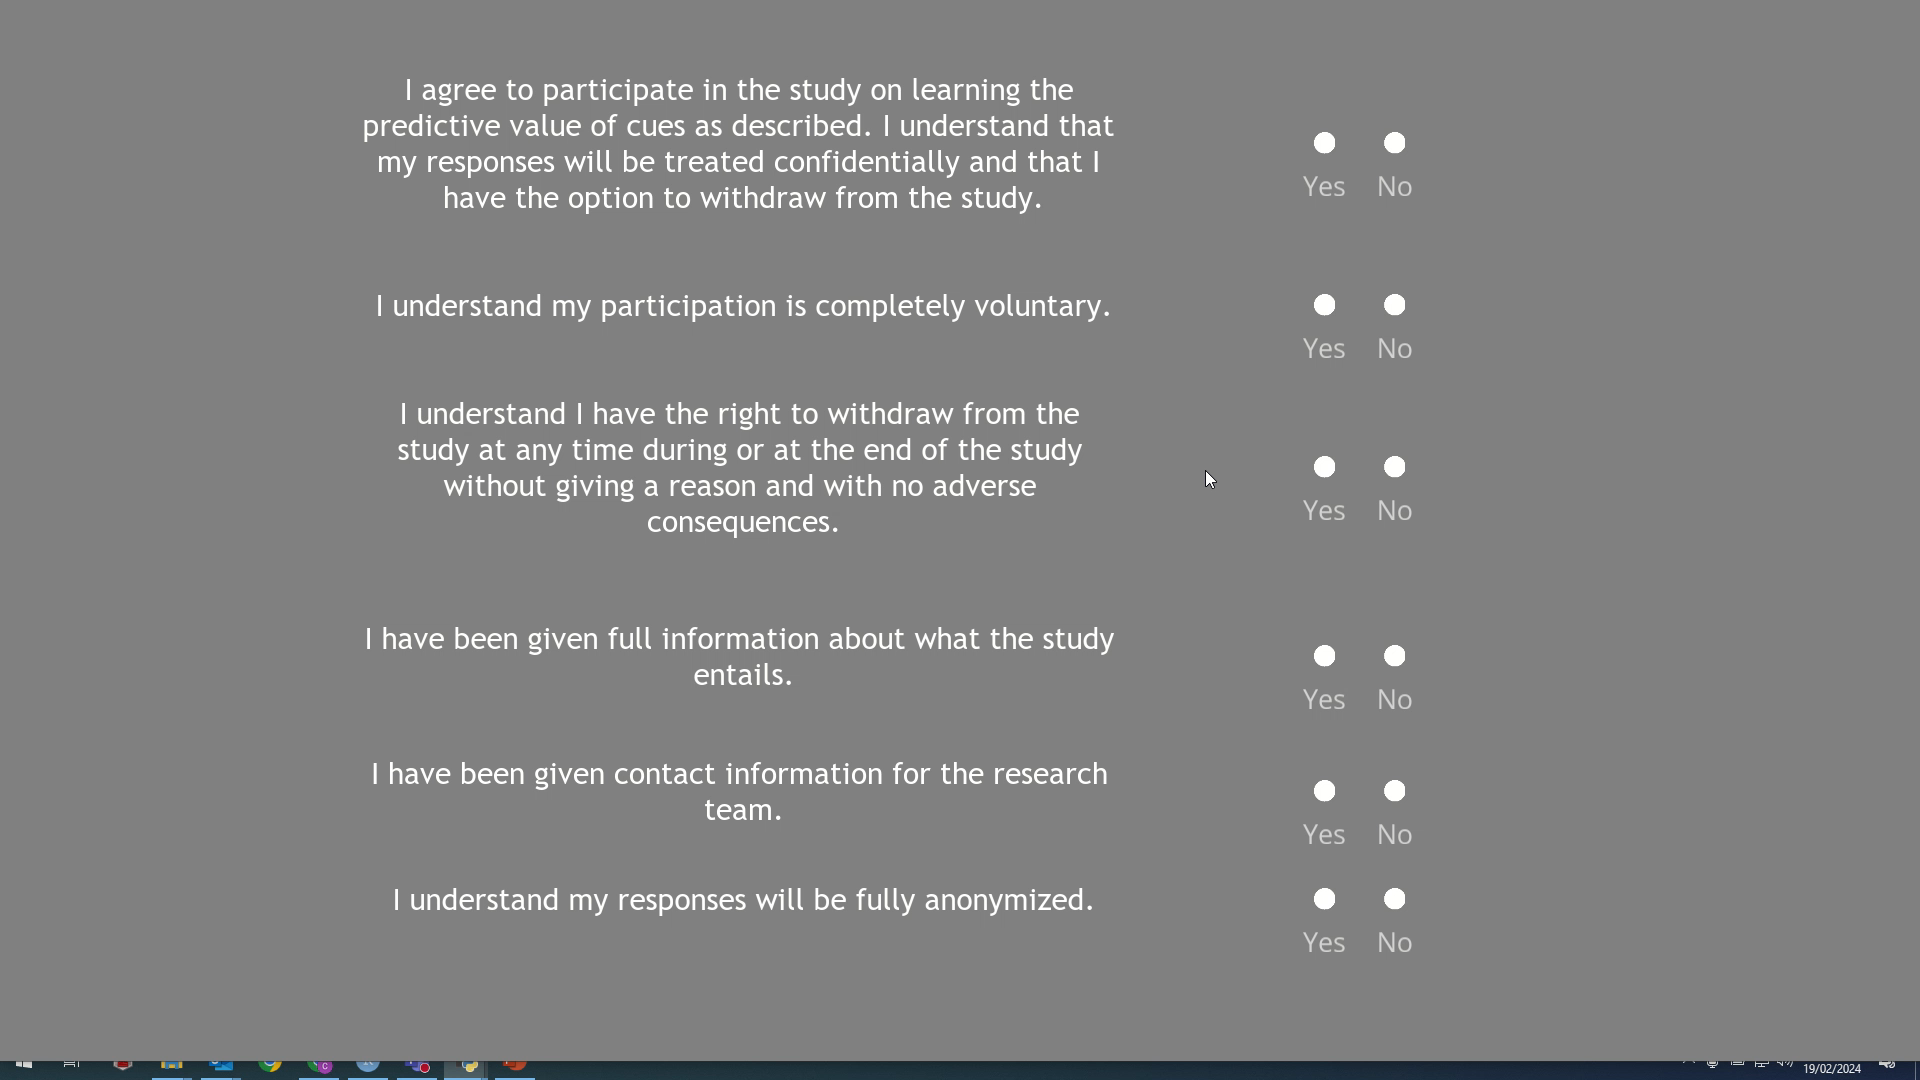 I agree to participate in the study on learning the
predictive value of cues as described. I understand that
my responses will be treated confidentially and that I
have the option to withdraw from the study.
Yes No
I understand my participation is completely voluntary.
Yes No
I understand I have the right to withdraw from the
study at any time during or at the end of the study
without giving a reason and with no adverse
consequences.
Yes No
I have been given full information about what the study
entails.
Yes No
I have been given contact information for the research
team.
Yes No
I understand my responses will be fully anonymized.
Yes No
19/02/2024